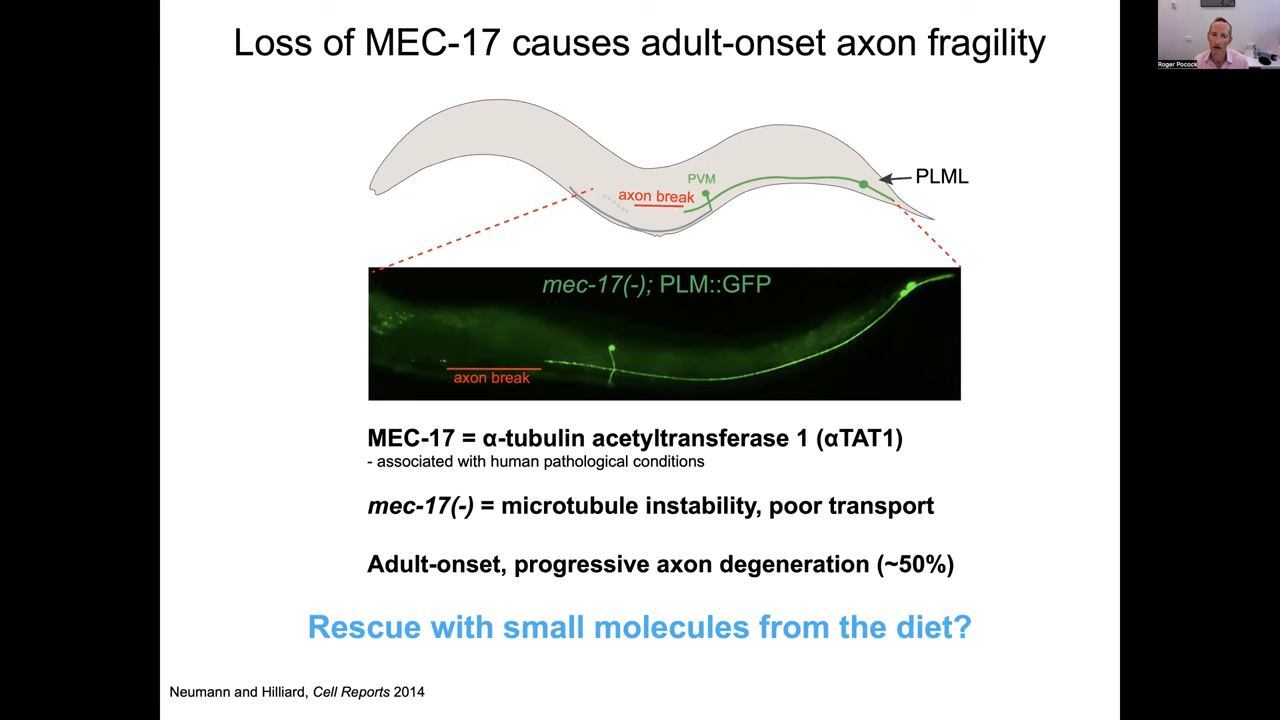 Loss of MEC-17 causes adult-onset axon fragility
Roger Pocock
PVM
axon break
PLML
mec-17(-); PLM::GFP
axon break
MEC-17 = α-tubulin acetyltransferase 1 (αTAT1)
- associated with human pathological conditions
mec-17(-) = microtubule instability, poor transport
Adult-onset, progressive axon degeneration (~50%)
Rescue with small molecules from the diet?
Neumann and Hilliard, Cell Reports 2014